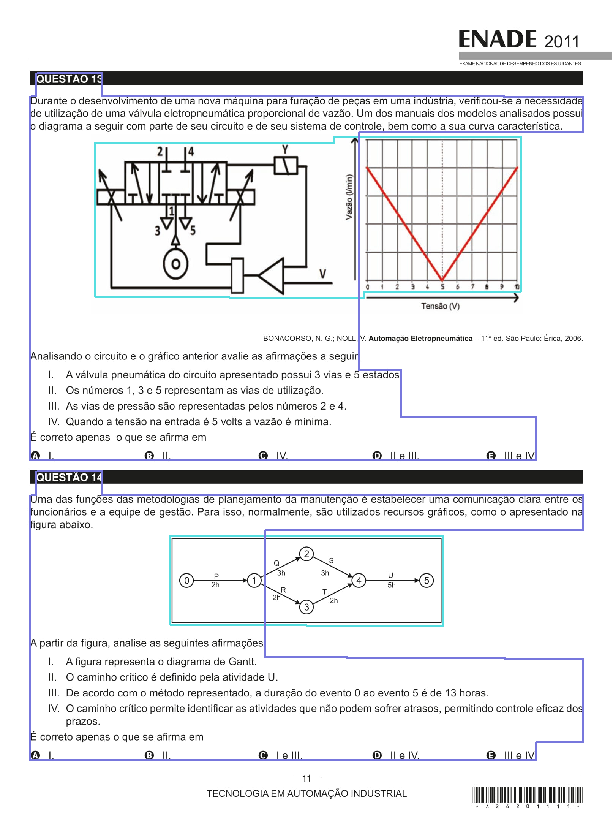 ENADE 2011
EXAME NACIONAL DE DESEMPENHO DOS ESTUDANTES
QUESTÃO 13
Durante o desenvolvimento de uma nova máquina para furação de peças em uma indústria, verificou-se a necessidade
de utilização de uma válvula eletropneumática proporcional de vazão. Um dos manuais dos modelos analisados possui
o diagrama a seguir com parte de seu circuito e de seu sistema de controle, bem como a sua curva característica.
2 4 Y
1
3 5
V
Vazão (l/min)
0 1 2 3 4 5 6 7 8 9 10
Tensão (V)
BONACORSO, N. G.; NOLL, V. Automação Eletropneumática – 11ª ed. São Paulo: Érica, 2006.
Analisando o circuito e o gráfico anterior avalie as afirmações a seguir
I. A válvula pneumática do circuito apresentado possui 3 vias e 5 estados
II. Os números 1, 3 e 5 representam as vias de utilização.
III. As vias de pressão são representadas pelos números 2 e 4.
IV. Quando a tensão na entrada é 5 volts a vazão é mínima.
É correto apenas o que se afirma em
A I. B II. C IV. D II e III. E III e IV
QUESTÃO 14
Uma das funções das metodologias de planejamento da manutenção é estabelecer uma comunicação clara entre os
funcionários e a equipe de gestão. Para isso, normalmente, são utilizados recursos gráficos, como o apresentado na
figura abaixo.
0 P 2h 1 Q 3h 2 S 3h R 2h 3 T 2h 4 U 5h 5
A partir da figura, analise as seguintes afirmações
I. A figura representa o diagrama de Gantt.
II. O caminho crítico é definido pela atividade U.
III. De acordo com o método representado, a duração do evento 0 ao evento 5 é de 13 horas.
IV. O caminho crítico permite identificar as atividades que não podem sofrer atrasos, permitindo controle eficaz dos
prazos.
É correto apenas o que se afirma em
A I. B II. C I e III. D II e IV. E III e IV
11
TECNOLOGIA EM AUTOMAÇÃO INDUSTRIAL